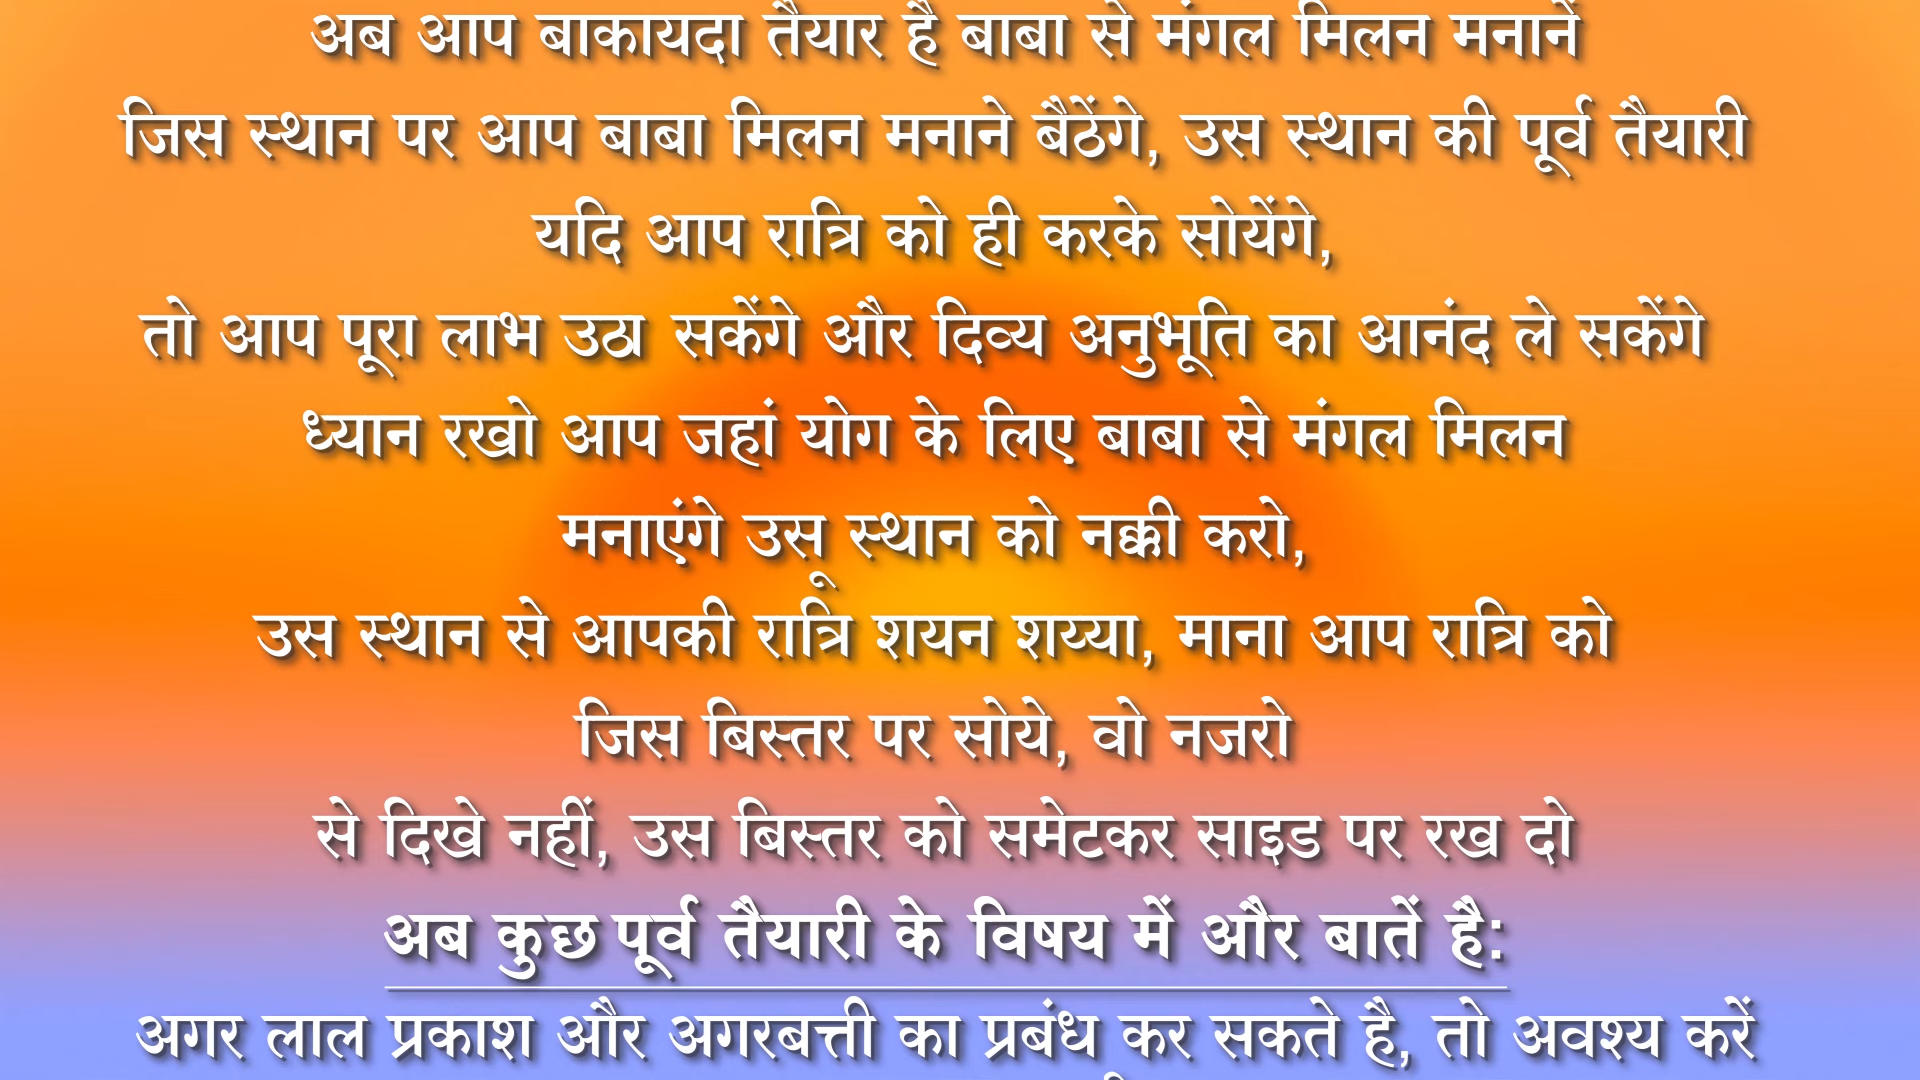 अब आप बाकायदा तैयार है बाबा से मंगल मिलन मनाने
जिस स्थान पर आप बाबा मिलन मनाने बैठेंगे, उस स्थान की पूर्व तैयारी
यदि आप रात्रि को ही करके सोयेंगे,
तो आप पूरा लाभ उठा सकेंगे और दिव्य अनुभूति का आनंद ले सकेंगे
ध्यान रखो आप जहां योग के लिए बाबा से मंगल मिलन
मनाएंगे उस स्थान को नक्की करो,
उस स्थान से आपकी रात्रि शयन शय्या, माना आप रात्रि को
जिस बिस्तर पर सोये, वो नजरो
से दिखे नहीं, उस बिस्तर को समेटकर साइड पर रख दो
अब कुछ पूर्व तैयारी के विषय में और बातें है:
अगर लाल प्रकाश और अगरबत्ती का प्रबंध कर सकते है, तो अवश्य करें